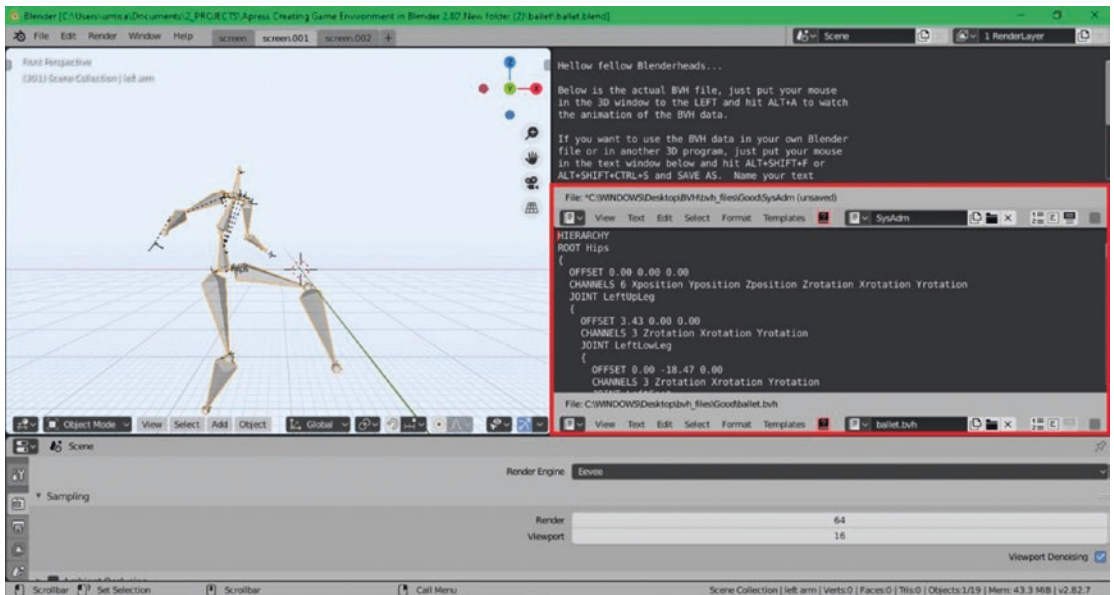 Blender [C:\Users\umica\Documents\2_PROJECTS\Apress Creating Game Environment in Blender 2.80\New folder (2)\ballet\ballet.blend]
File Edit Render Window Help screen screen.001 screen.002 + Scene 1 RenderLayer
Front Perspective
(301) Scene Collection | left arm
Z
Y
X
Hellow fellow Blenderheads...
Below is the actual BVH file, just put your mouse
in the 3D window to the LEFT and hit ALT+A to watch
the animation of the BVH data.
If you want to use the BVH data in your own Blender
file or in another 3D program, just put your mouse
in the text window below and hit ALT+SHIFT+F or
ALT+SHIFT+CTRL+S and SAVE AS. Name your text
File: *C:\WINDOWS\Desktop\BVH\bvh_files\Good\SysAdm (unsaved)
View Text Edit Select Format Templates SysAdm
HIERARCHY
ROOT Hips
{
OFFSET 0.00 0.00 0.00
CHANNELS 6 Xposition Yposition Zposition Zrotation Xrotation Yrotation
JOINT LeftUpLeg
{
OFFSET 3.43 0.00 0.00
CHANNELS 3 Zrotation Xrotation Yrotation
JOINT LeftLowLeg
{
OFFSET 0.00 -18.47 0.00
CHANNELS 3 Zrotation Xrotation Yrotation
File: C:\WINDOWS\Desktop\bvh_files\Good\ballet.bvh
View Text Edit Select Format Templates ballet.bvh
Object Mode View Select Add Object Global
Scene
Render Engine Eevee
Sampling
Render 64
Viewport 16
Viewport Denoising
Scrollbar Set Selection Scrollbar Call Menu Scene Collection | left arm | Verts:0 | Faces:0 | Tris:0 | Objects:1/19 | Mem: 43.3 MiB | v2.82.7